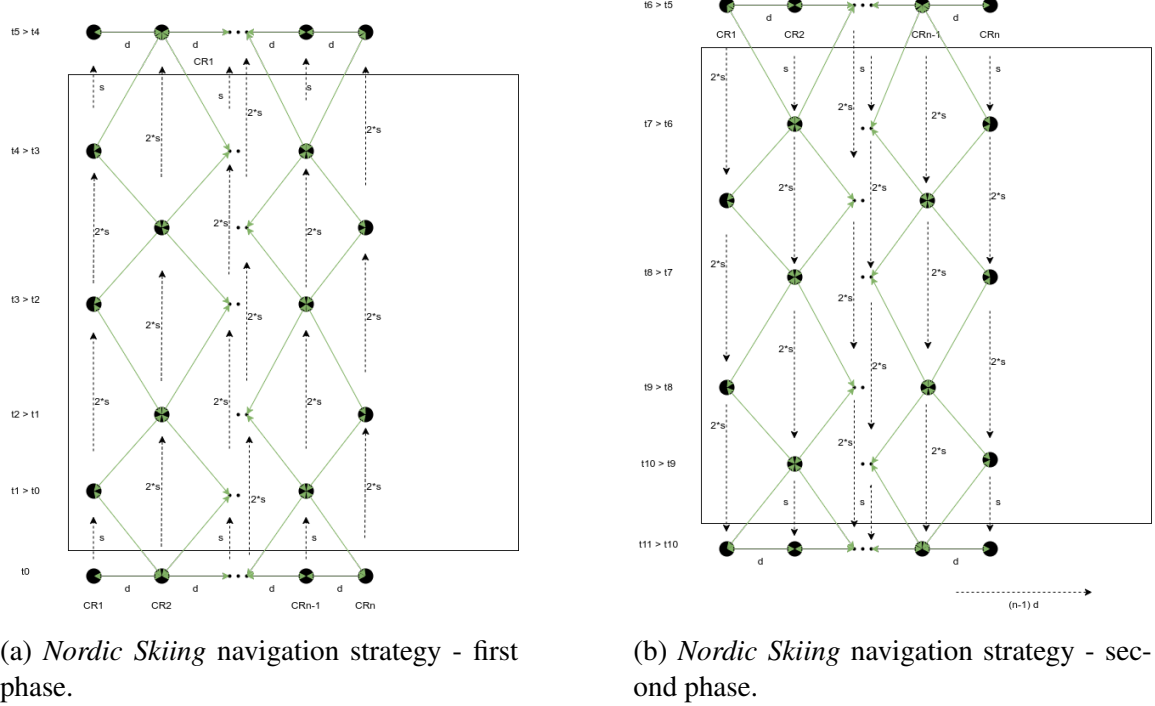 t5 > t4
d
d
d
d
CR1
s
s
s
2*s
2*s
2*s
t4 > t3
2*s
2*s
2*s
t3 > t2
2*s
2*s
2*s
2*s
2*s
2*s
t2 > t1
2*s
2*s
2*s
t1 > t0
s
s
s
t0
d
d
d
d
CR1
CR2
CRn-1
CRn
(a) Nordic Skiing navigation strategy - first
phase.
t6 > t5
d
d
CR1
CR2
CRn-1
CRn
2*s
s
s
s
2*s
2*s
t7 > t6
2*s
2*s
2*s
t8 > t7
2*s
2*s
2*s
2*s
2*s
2*s
t9 > t8
2*s
2*s
2*s
t10 > t9
s
s
s
t11 > t10
d
d
(n-1) d
(b) Nordic Skiing navigation strategy - sec-
ond phase.